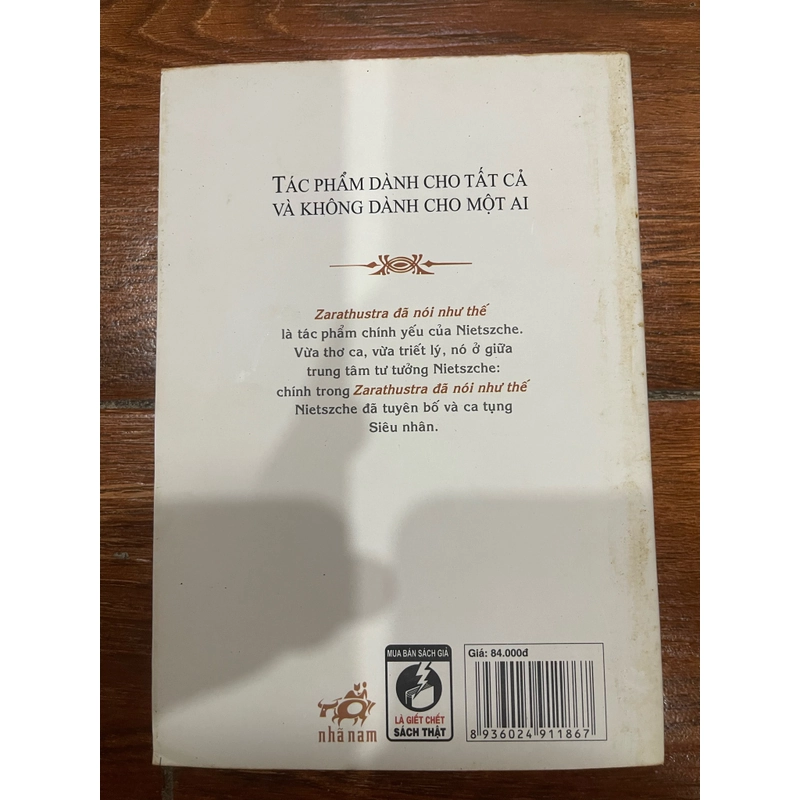 TÁC PHẨM DÀNH CHO TẤT CẢ
VÀ KHÔNG DÀNH CHO MỘT AI
Zarathustra đã nói như thế
là tác phẩm chính yếu của Nietszche.
Vừa thơ ca, vừa triết lý, nó ở giữa
trung tâm tư tưởng Nietszche:
chính trong Zarathustra đã nói như thế
Nietszche đã tuyên bố và ca tụng
Siêu nhân.
nhã nam
MUA BÁN SÁCH GIẢ
LÀ GIẾT CHẾT
SÁCH THẬT
Giá: 84.000đ
8 936024 911867